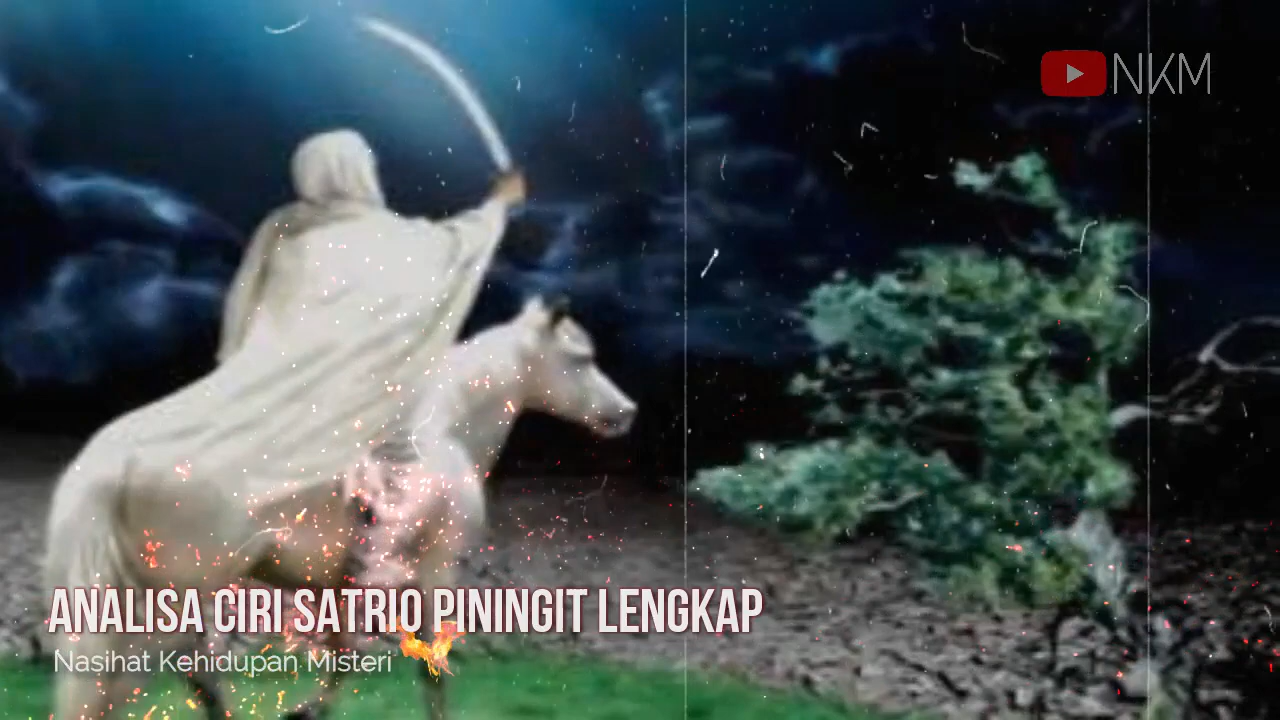 NKM
ANALISA CIRI SATRIO PININGIT LENGKAP
Nasihat Kehidupan Misteri